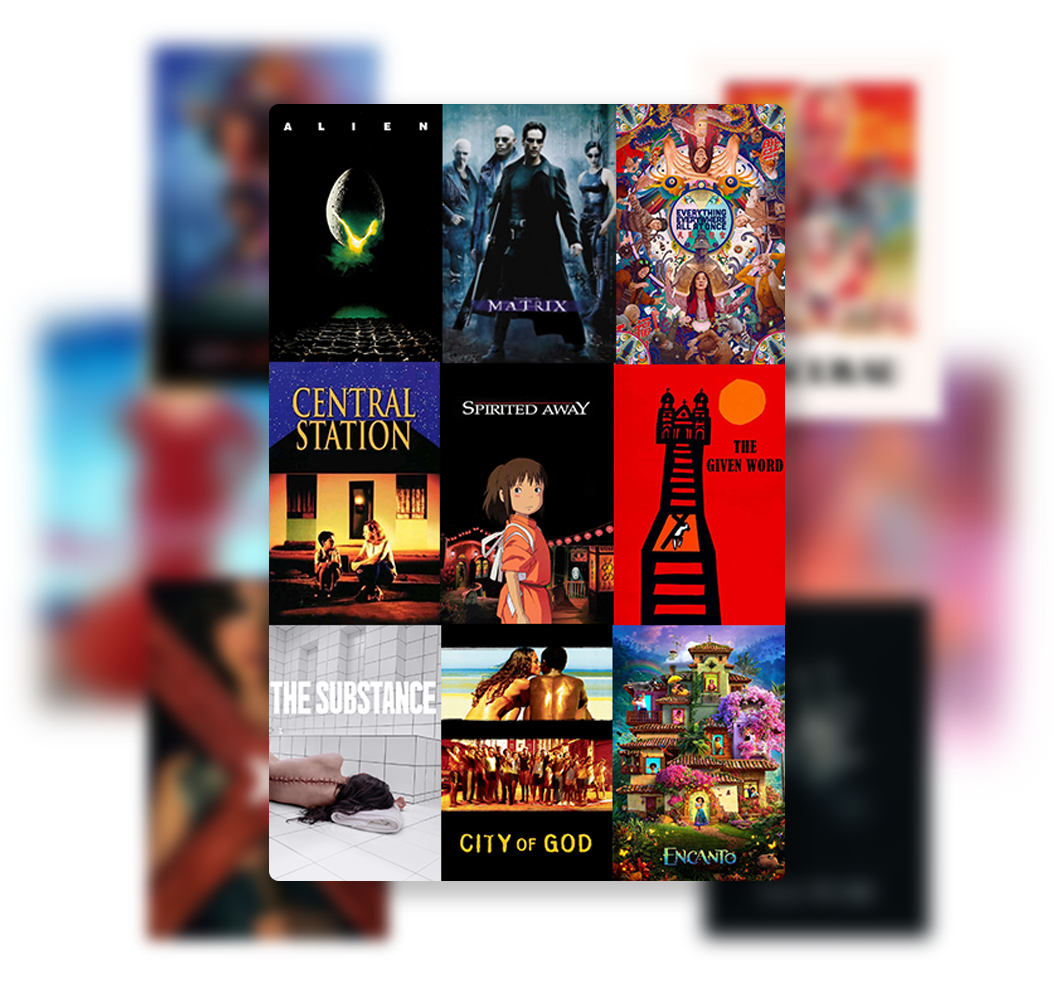 ALIEN
MATRIX
EVERYTHING
EVERYWHERE
ALL AT ONCE
CENTRAL
STATION
SPIRITED AWAY
THE
GIVEN WORD
THE SUBSTANCE
CITY OF GOD
ENCANTO